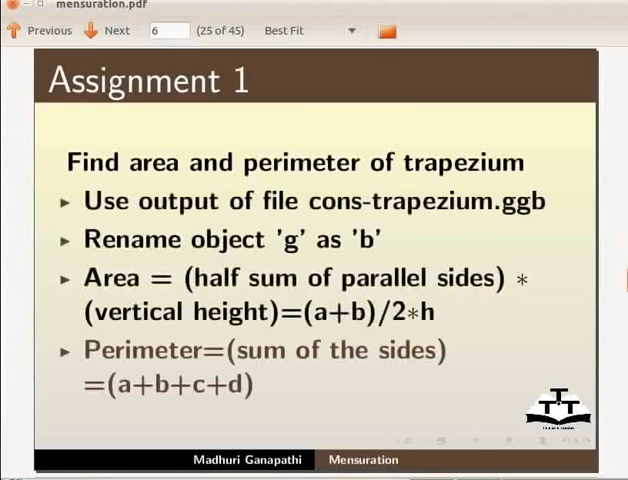 mensuration.pdf
Previous Next 6 (25 of 45) Best Fit
Assignment 1
Find area and perimeter of trapezium
▸ Use output of file cons-trapezium.ggb
▸ Rename object 'g' as 'b'
▸ Area = (half sum of parallel sides) ∗
(vertical height)=(a+b)/2∗h
▸ Perimeter=(sum of the sides)
=(a+b+c+d)
TTT
Madhuri Ganapathi Mensuration